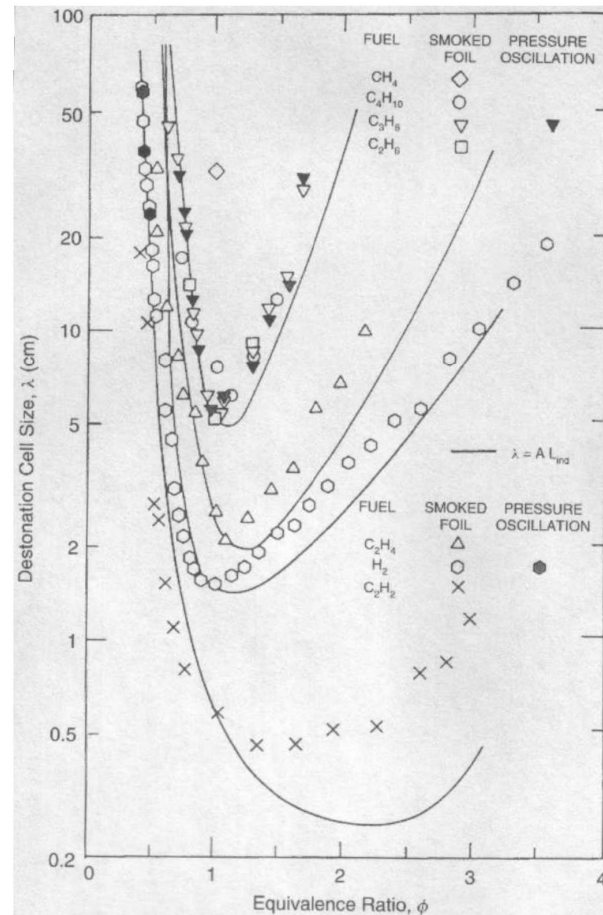 100
50
20
10
5
2
1
0.5
0.2
Destonation Cell Size, λ (cm)
FUEL SMOKED FOIL PRESSURE OSCILLATION
CH₄
C₄H₁₀
C₃H₈
C₂H₆
λ = A L_ind
FUEL SMOKED FOIL PRESSURE OSCILLATION
C₂H₄
H₂
C₂H₂
0 1 2 3 4
Equivalence Ratio, ϕ